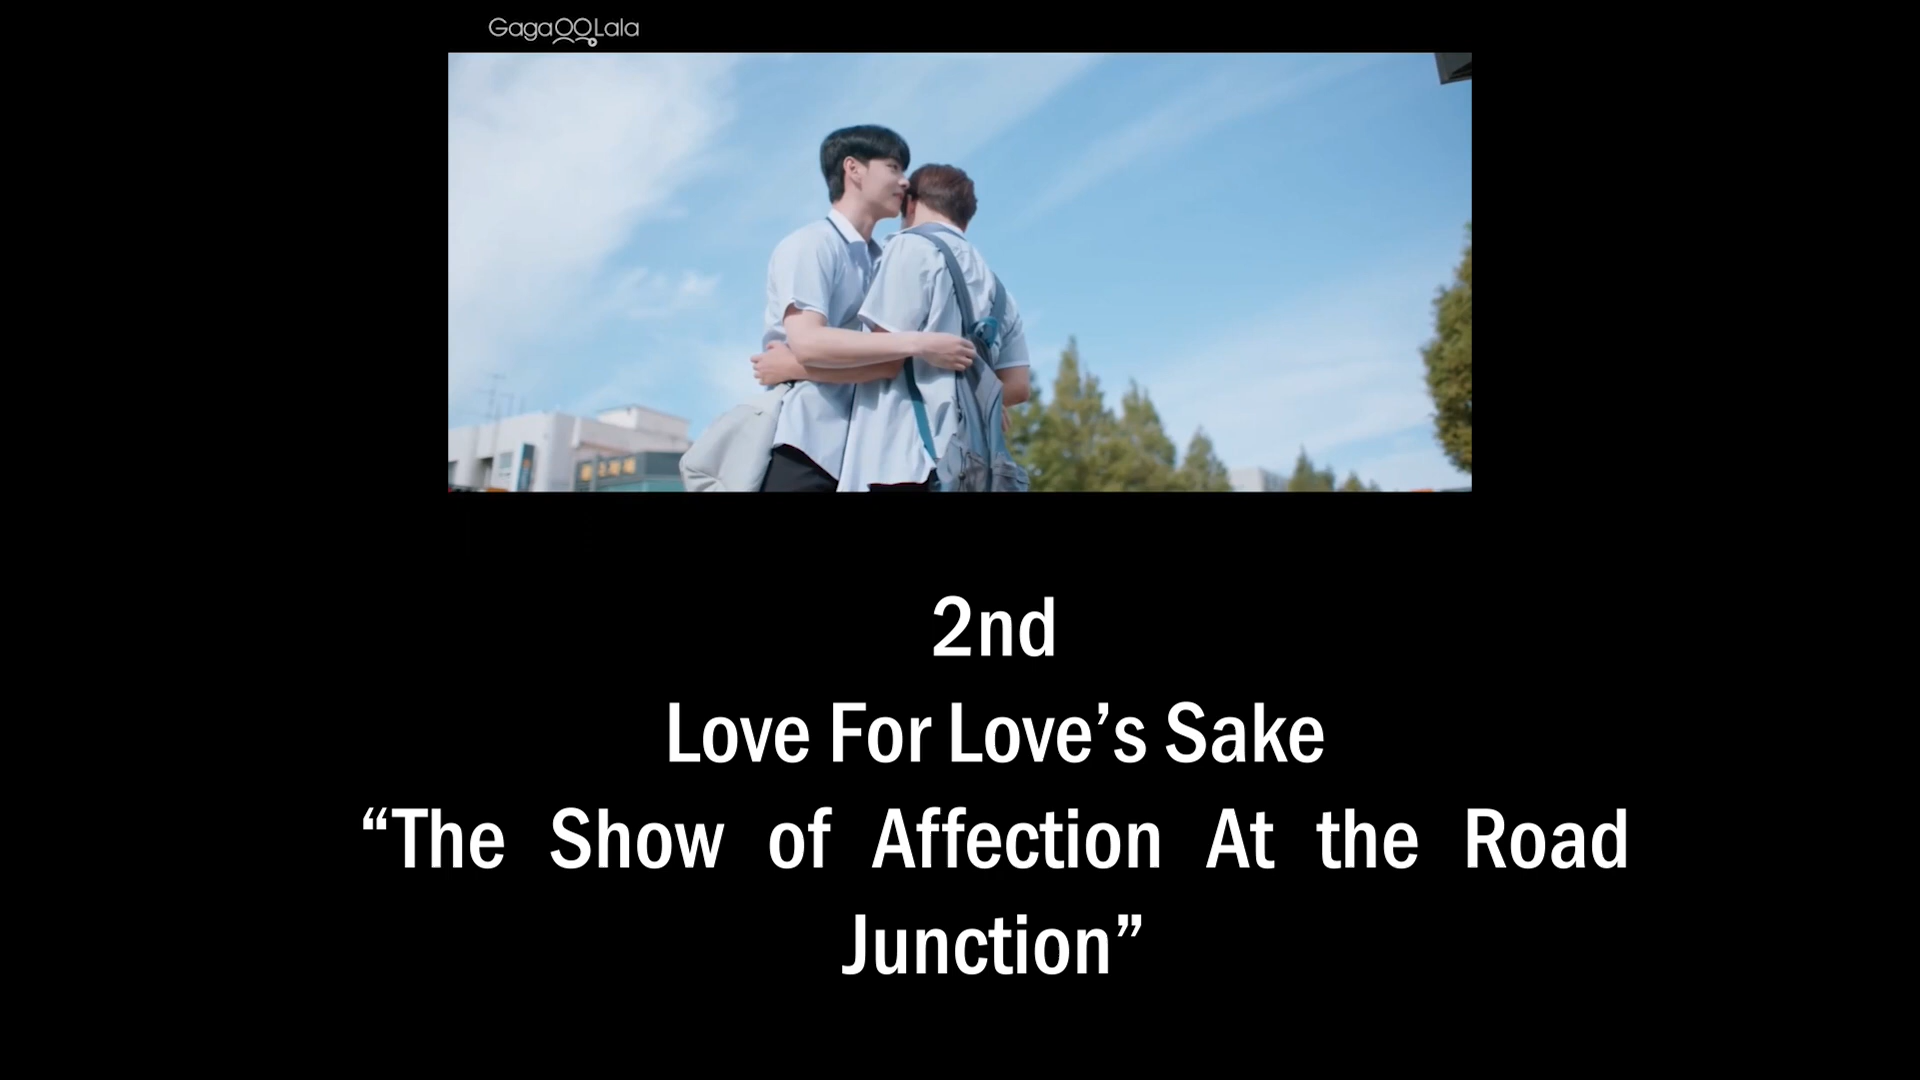 GagaOOLala
2nd
Love For Love’s Sake
“The Show of Affection At the Road
Junction”